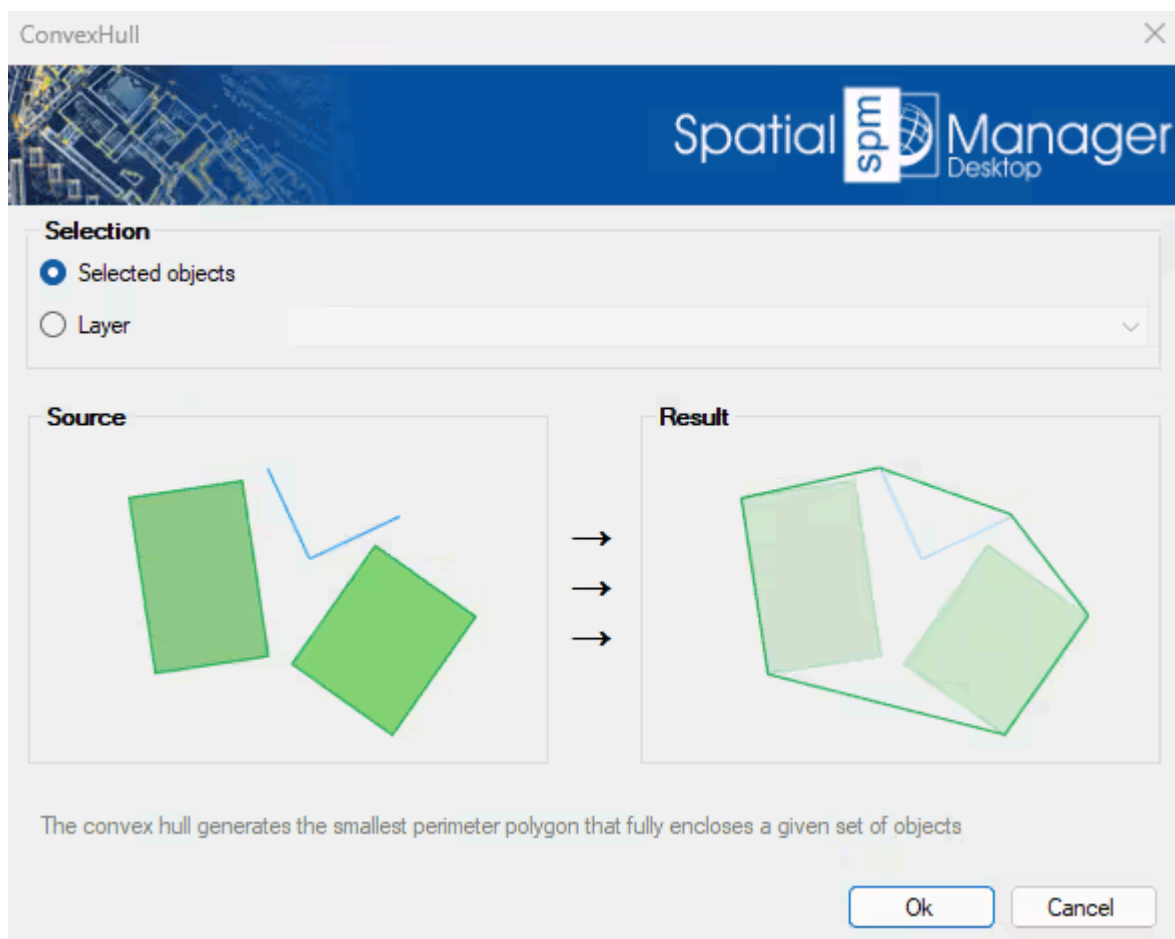 ConvexHull
Spatial spm Manager
Desktop
Selection
Selected objects
Layer
Source
Result
The convex hull generates the smallest perimeter polygon that fully encloses a given set of objects
Ok
Cancel